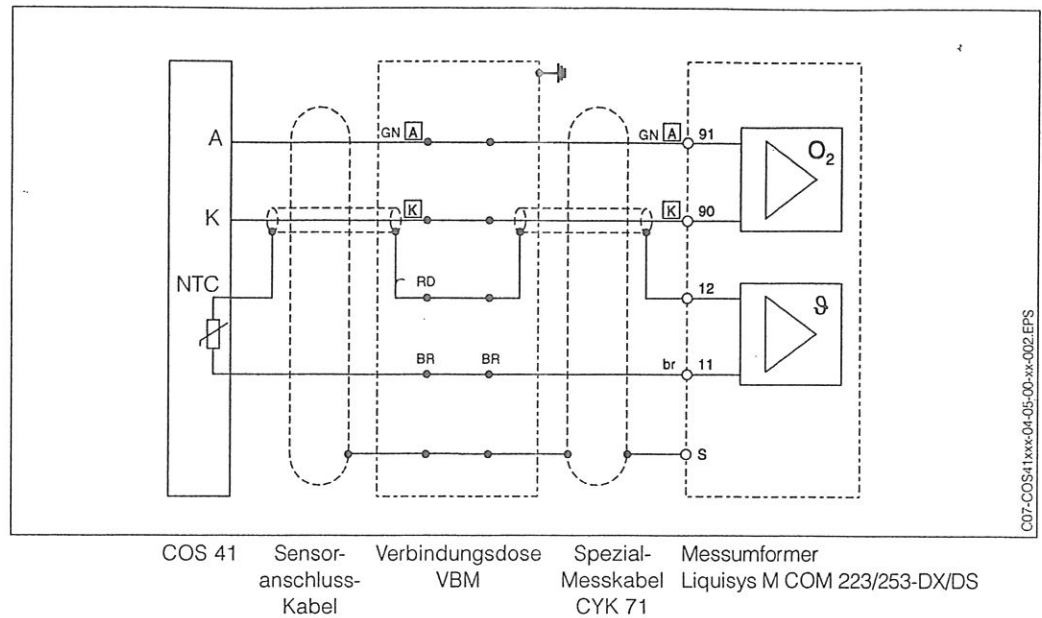 A
GN A
GN A
91
O2
K
K
K
90
NTC
RD
12
ϑ
BR
BR
br
11
S
C07-COS41xxx-04-05-00-xx-002.EPS
COS 41
Sensor-
anschluss-
Kabel
Verbindungsdose
VBM
Spezial-
Messkabel
CYK 71
Messumformer
Liquisys M COM 223/253-DX/DS